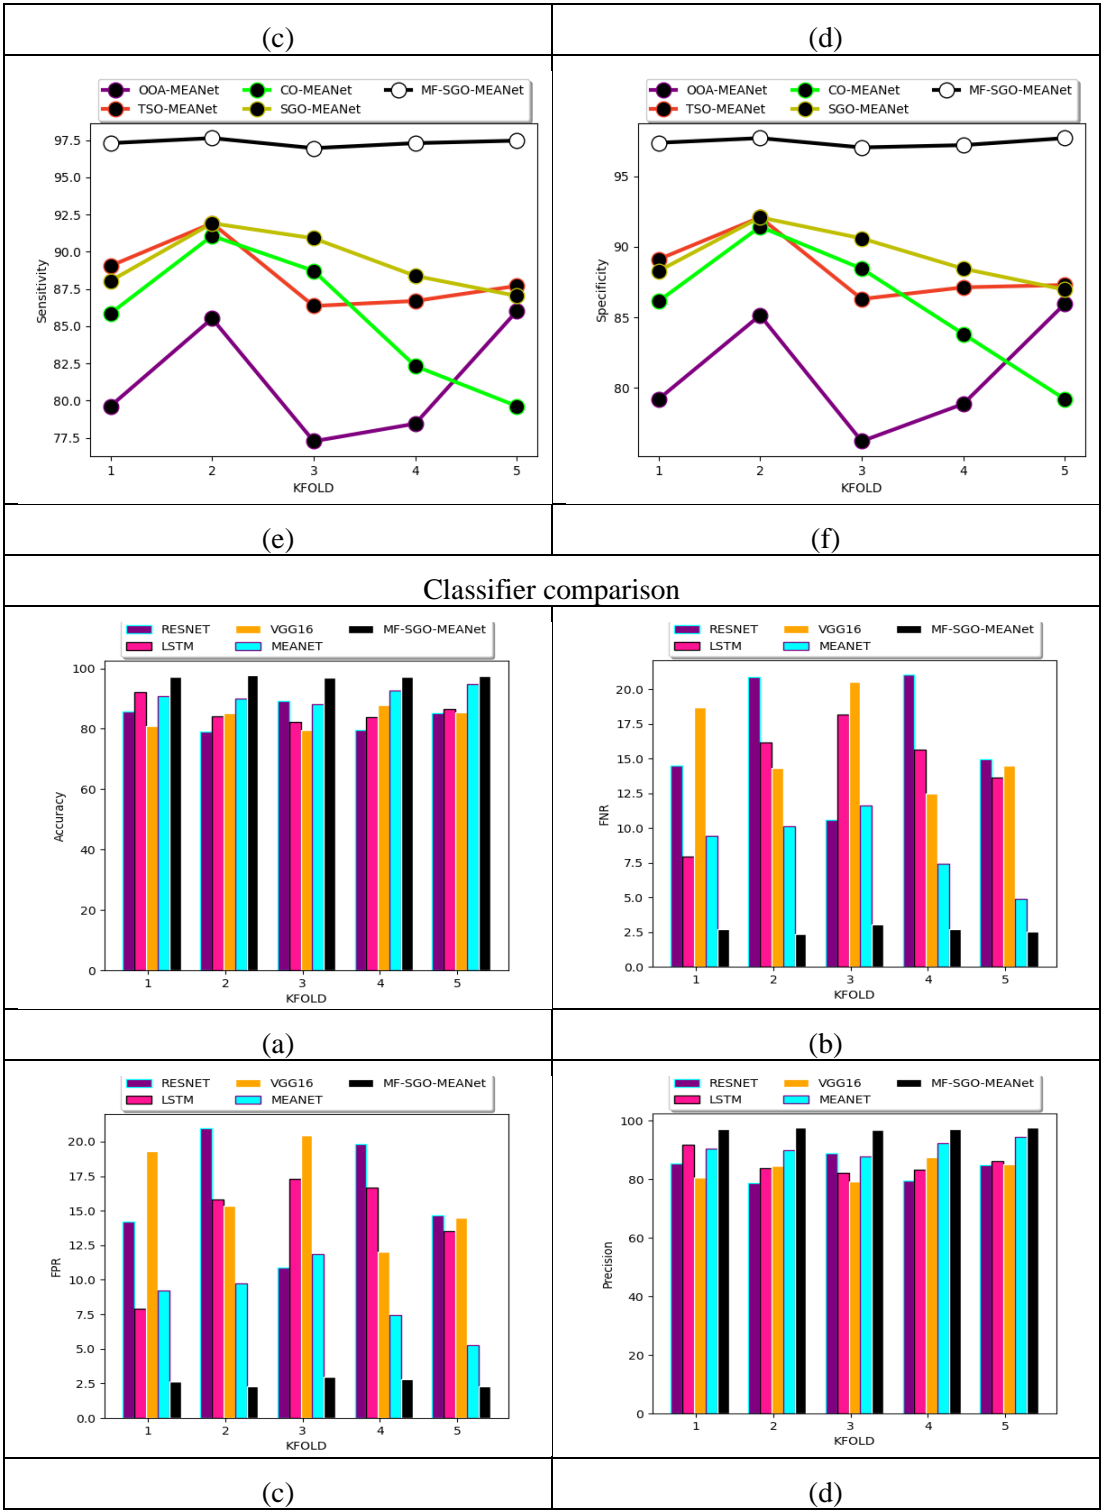 (c) (d)
OOA-MEANet CO-MEANet MF-SGO-MEANet
TSO-MEANet SGO-MEANet
97.5
95.0
92.5
90.0
87.5
85.0
82.5
80.0
77.5
Sensitivity
1 2 3 4 5
KFOLD
OOA-MEANet CO-MEANet MF-SGO-MEANet
TSO-MEANet SGO-MEANet
95
90
85
80
Specificity
1 2 3 4 5
KFOLD
(e) (f)
Classifier comparison
RESNET VGG16 MF-SGO-MEANet
LSTM MEANET
100
80
60
40
20
0
Accuracy
1 2 3 4 5
KFOLD
RESNET VGG16 MF-SGO-MEANet
LSTM MEANET
20.0
17.5
15.0
12.5
10.0
7.5
5.0
2.5
0.0
FNR
1 2 3 4 5
KFOLD
(a) (b)
RESNET VGG16 MF-SGO-MEANet
LSTM MEANET
20.0
17.5
15.0
12.5
10.0
7.5
5.0
2.5
0.0
FPR
1 2 3 4 5
KFOLD
RESNET VGG16 MF-SGO-MEANet
LSTM MEANET
100
80
60
40
20
0
Precision
1 2 3 4 5
KFOLD
(c) (d)